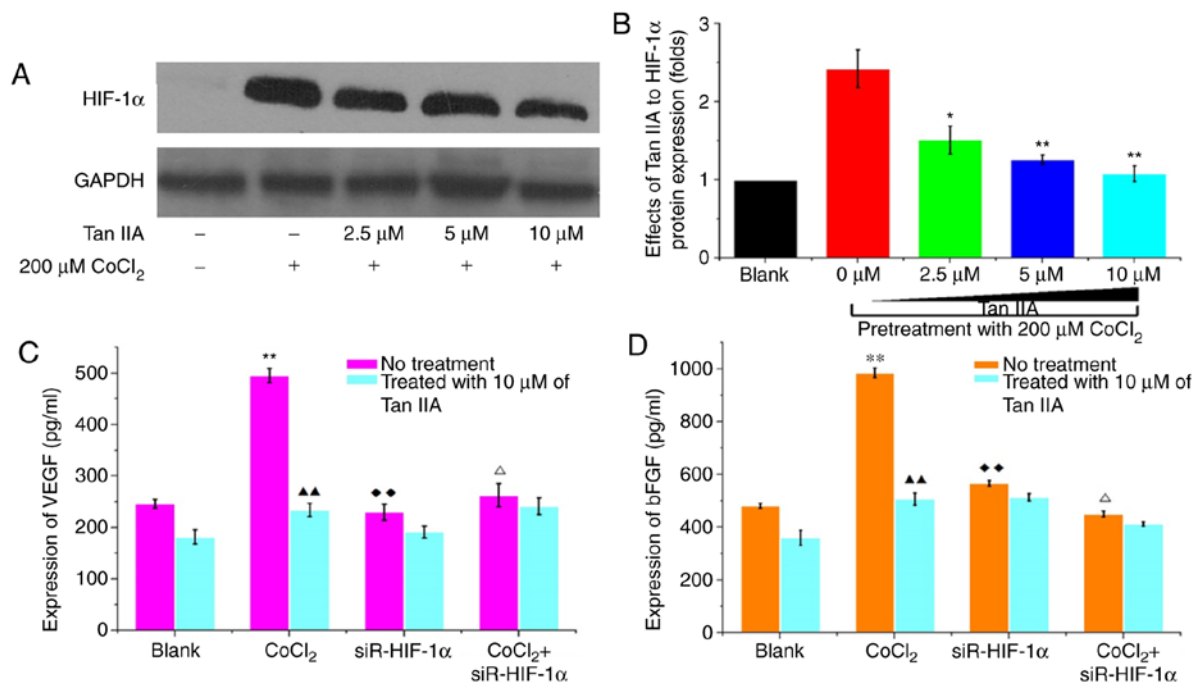 A
HIF-1α
GAPDH
Tan IIA – – 2.5 μM 5 μM 10 μM
200 μM CoCl₂ – + + + +
B
Effects of Tan IIA to HIF-1α
protein expression (folds)
3
2
1
0
*
**
**
Blank 0 μM 2.5 μM 5 μM 10 μM
Tan IIA
Pretreatment with 200 μM CoCl₂
C
Expression of VEGF (pg/ml)
500
400
300
200
100
0
No treatment
Treated with 10 μM of
Tan IIA
**
▲▲
◆◆
△
Blank CoCl₂ siR-HIF-1α CoCl₂+
siR-HIF-1α
D
Expression of bFGF (pg/ml)
1000
800
600
400
600
0
No treatment
Treated with 10 μM of
Tan IIA
**
▲▲
◆◆
△
Blank CoCl₂ siR-HIF-1α CoCl₂+
siR-HIF-1α